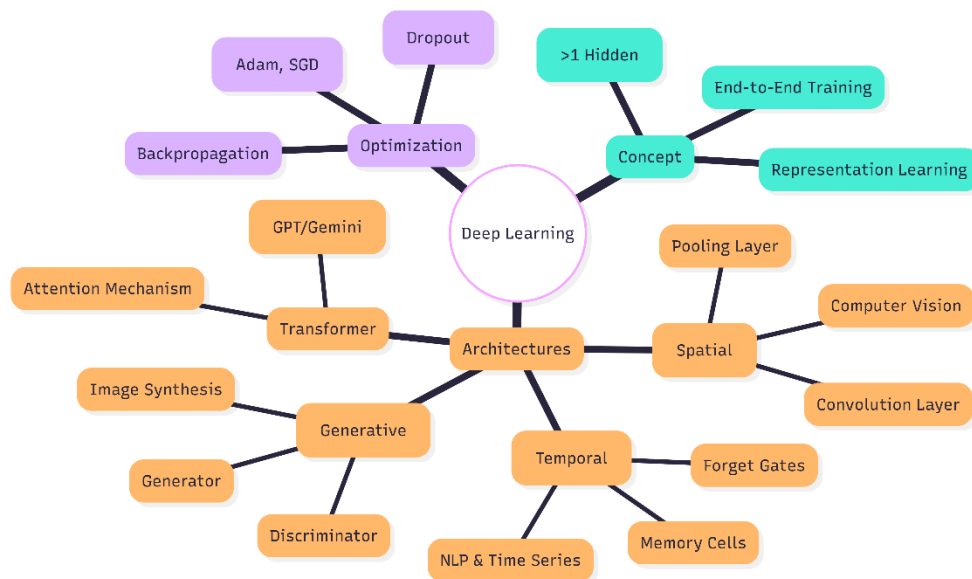 Dropout
Adam, SGD
Optimization
Backpropagation
>1 Hidden
End-to-End Training
Concept
Representation Learning
Deep Learning
GPT/Gemini
Attention Mechanism
Transformer
Architectures
Pooling Layer
Computer Vision
Spatial
Convolution Layer
Image Synthesis
Generative
Generator
Discriminator
Temporal
Forget Gates
Memory Cells
NLP & Time Series